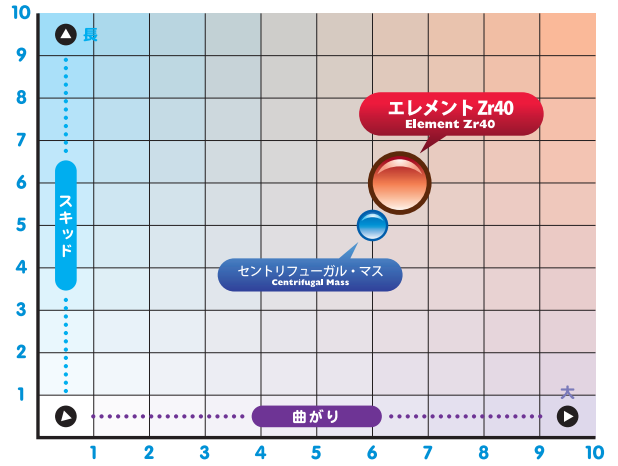 10
長
9
8
エレメント Zr40
Element Zr40
7
6
スキッド
5
セントリフューガル・マス
Centrifugal Mass
4
3
2
1
大
曲がり
1 2 3 4 5 6 7 8 9 10